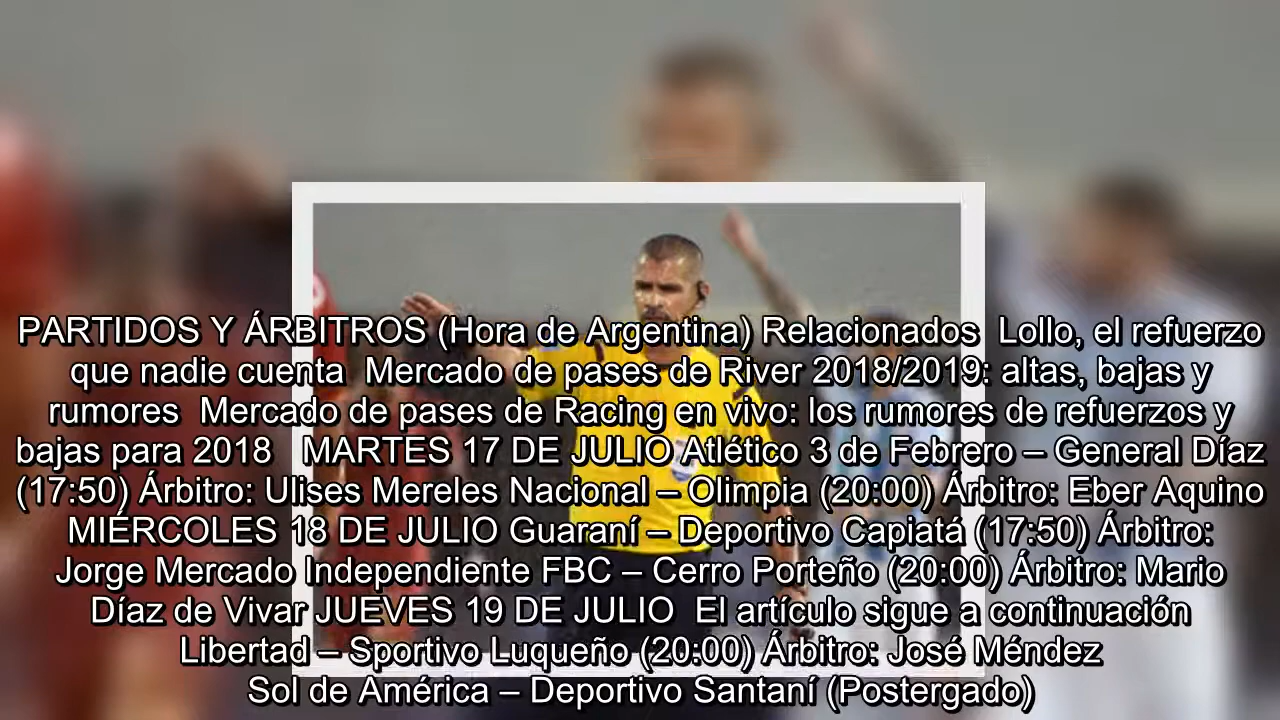 PARTIDOS Y ÁRBITROS (Hora de Argentina) Relacionados  Lollo, el refuerzo
que nadie cuenta  Mercado de pases de River 2018/2019: altas, bajas y
rumores  Mercado de pases de Racing en vivo: los rumores de refuerzos y
bajas para 2018   MARTES 17 DE JULIO Atlético 3 de Febrero – General Díaz
(17:50) Árbitro: Ulises Mereles Nacional – Olimpia (20:00) Árbitro: Eber Aquino
MIÉRCOLES 18 DE JULIO Guaraní – Deportivo Capiatá (17:50) Árbitro:
Jorge Mercado Independiente FBC – Cerro Porteño (20:00) Árbitro: Mario
Díaz de Vivar JUEVES 19 DE JULIO  El artículo sigue a continuación
Libertad – Sportivo Luqueño (20:00) Árbitro: José Méndez
Sol de América – Deportivo Santaní (Postergado)